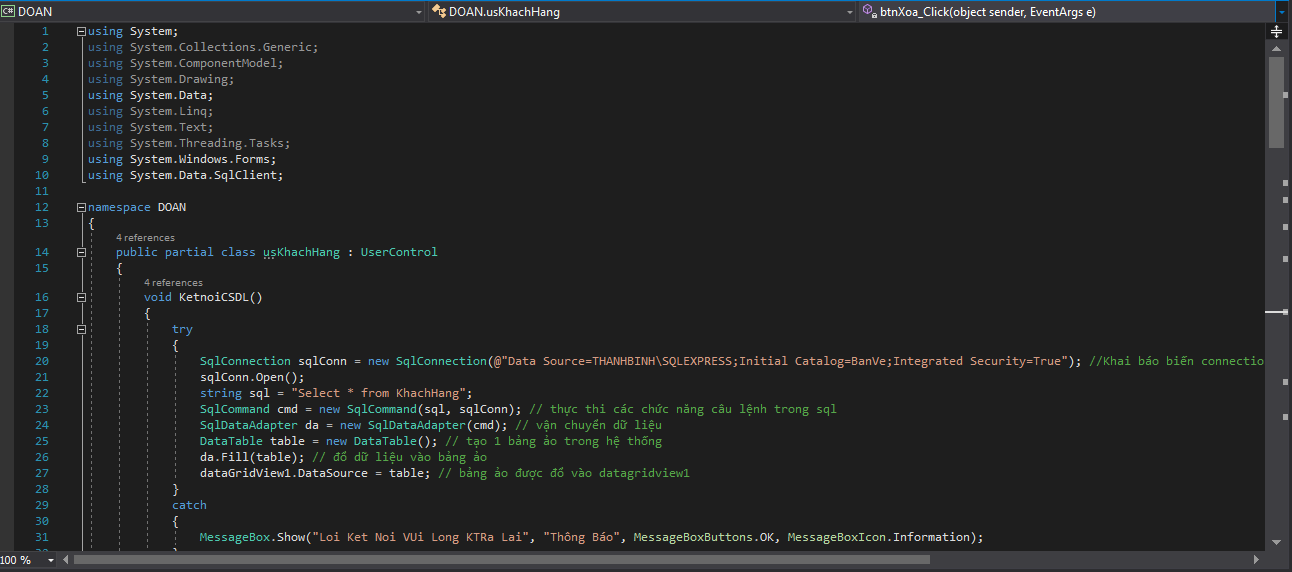 C# DOAN DOAN.usKhachHang btnXoa_Click(object sender, EventArgs e)
1 using System;
2 using System.Collections.Generic;
3 using System.ComponentModel;
4 using System.Drawing;
5 using System.Data;
6 using System.Linq;
7 using System.Text;
8 using System.Threading.Tasks;
9 using System.Windows.Forms;
10 using System.Data.SqlClient;
11
12 namespace DOAN
13 {
4 references
14 public partial class usKhachHang : UserControl
15 {
4 references
16 void KetnoiCSDL()
17 {
18 try
19 {
20 SqlConnection sqlConn = new SqlConnection(@"Data Source=THANHBINH\SQLEXPRESS;Initial Catalog=BanVe;Integrated Security=True"); //Khai báo biến connectio
21 sqlConn.Open();
22 string sql = "Select * from KhachHang";
23 SqlCommand cmd = new SqlCommand(sql, sqlConn); // thực thi các chức năng câu lệnh trong sql
24 SqlDataAdapter da = new SqlDataAdapter(cmd); // vận chuyển dữ liệu
25 DataTable table = new DataTable(); // tạo 1 bảng ảo trong hệ thống
26 da.Fill(table); // đổ dữ liệu vào bảng ảo
27 dataGridView1.DataSource = table; // bảng ảo được đổ vào datagridview1
28 }
29 catch
30 {
31 MessageBox.Show("Loi Ket Noi VUi Long KTRa Lai", "Thông Báo", MessageBoxButtons.OK, MessageBoxIcon.Information);
100 %